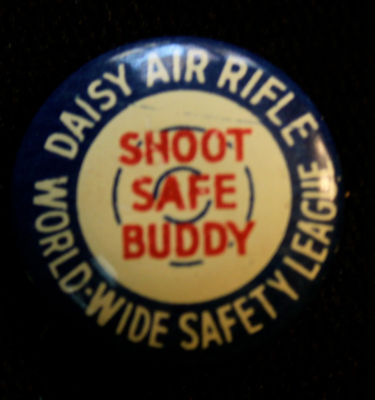 DAISY AIR RIFLE
SHOOT
SAFE
BUDDY
WORLD-WIDE SAFETY LEAGUE